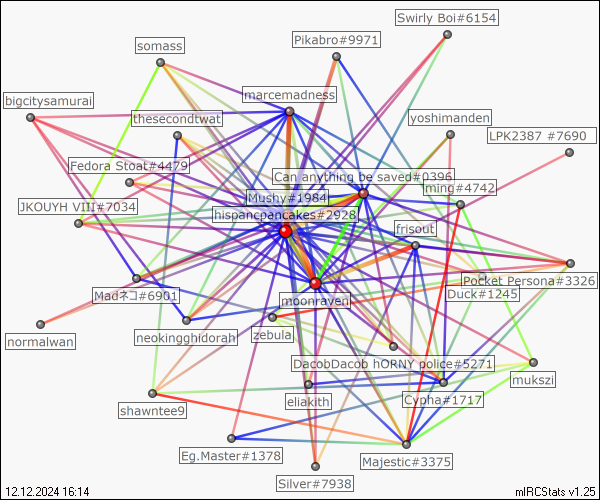 Swirly Boi#6154
Pikabro#9971
somass
marcemadness
bigcitysamurai
thesecondtwat
yoshimanden
LPK2387 #7690
Fedora Stoat#4479
Can anything be saved#0396
ming#4742
Mushy#1984
JKOUYH VIII#7034
hispancpancakes#2928
frisout
Pocket Persona#3326
Madネコ#6901
Duck#1245
moonraven
normalwan
neokingghidorah
zebula
DacobDacob hORNY police#5271
mukszi
shawntee9
eliakith
Cypha#1717
Eg.Master#1378
Majestic#3375
Silver#7938
12.12.2024 16:14
mIRCStats v1.25